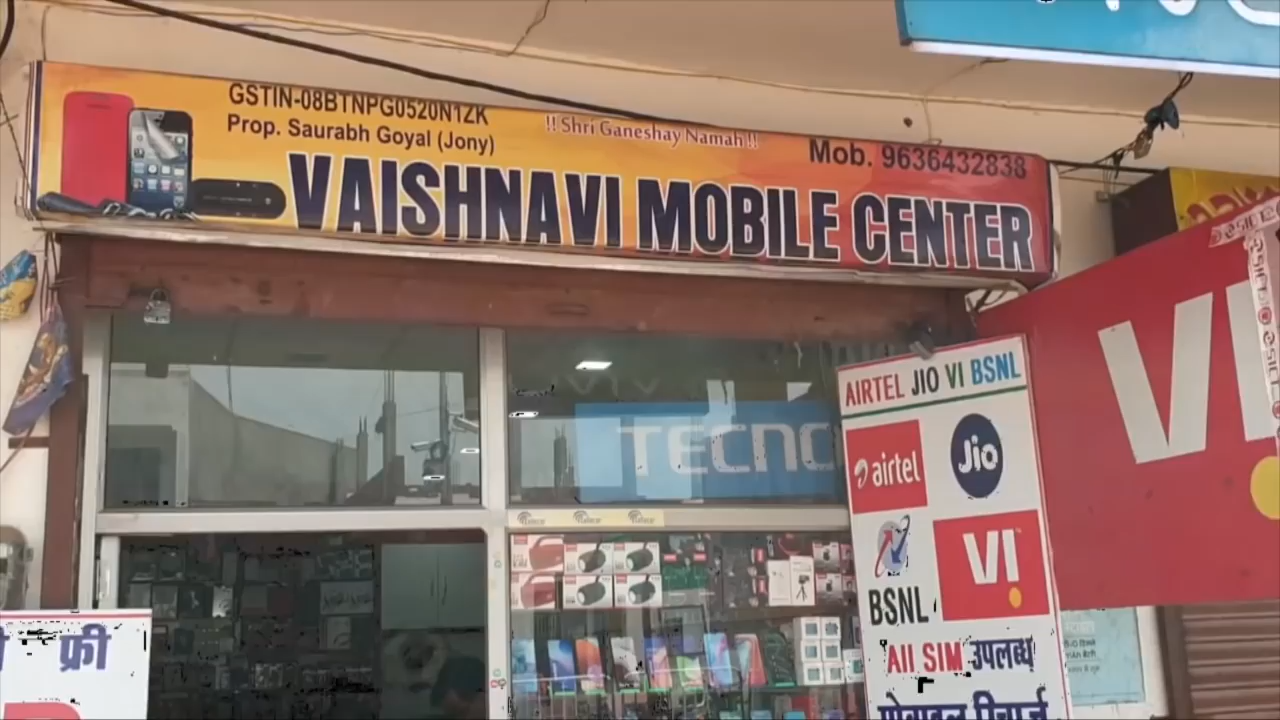 GSTIN-08BTNPG0520N1ZK
Prop. Saurabh Goyal (Jony)
!! Shri Ganeshay Namah !!
Mob. 9636432838
VAISHNAVI MOBILE CENTER
AIRTEL JIO VI BSNL
airtel
Jio
BSNL
VI
All SIM उपलब्ध
मोबाइल रिचार्ज
VI
TECNO
फ्री